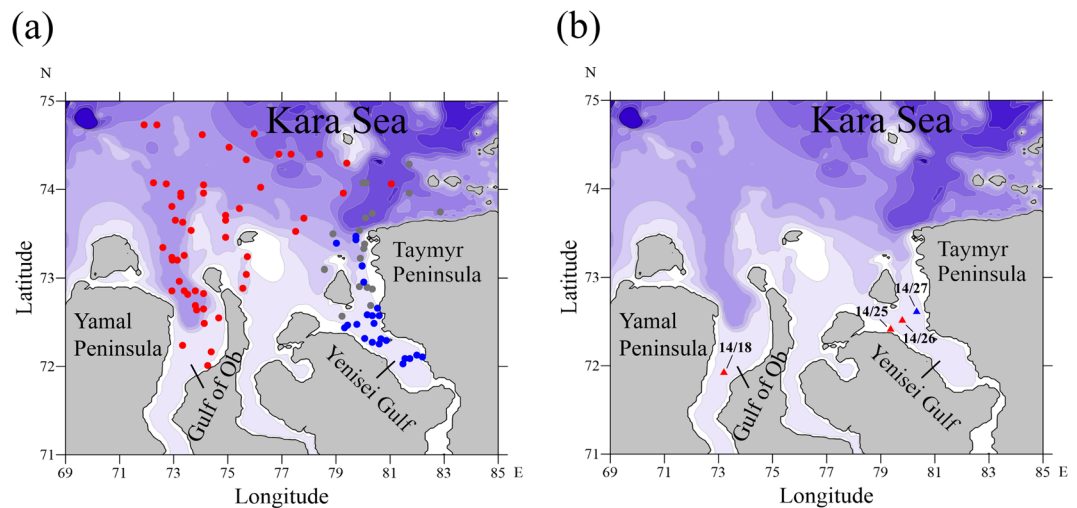 (a)
N
Kara Sea
75
74
73
72
71
Latitude
Taymyr
Peninsula
Yamal
Peninsula
Gulf of Ob
Yenisei Gulf
69 71 73 75 77 79 81 83 85 E
Longitude
(b)
N
Kara Sea
75
74
73
72
71
Latitude
Taymyr
Peninsula
14/27
14/25
14/26
Yamal
Peninsula
14/18
Gulf of Ob
Yenisei Gulf
69 71 73 75 77 79 81 83 85 E
Longitude